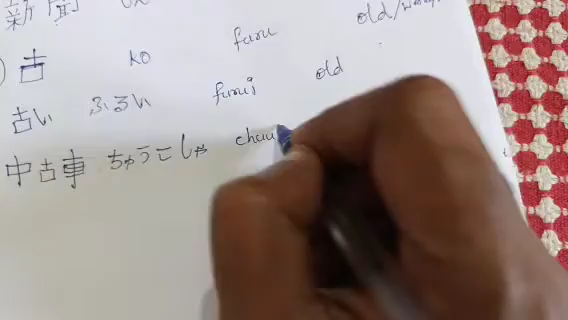 新聞
古 KO furu old/
古い ふるい furui old
中古車 ちゅうこしゃ chuu